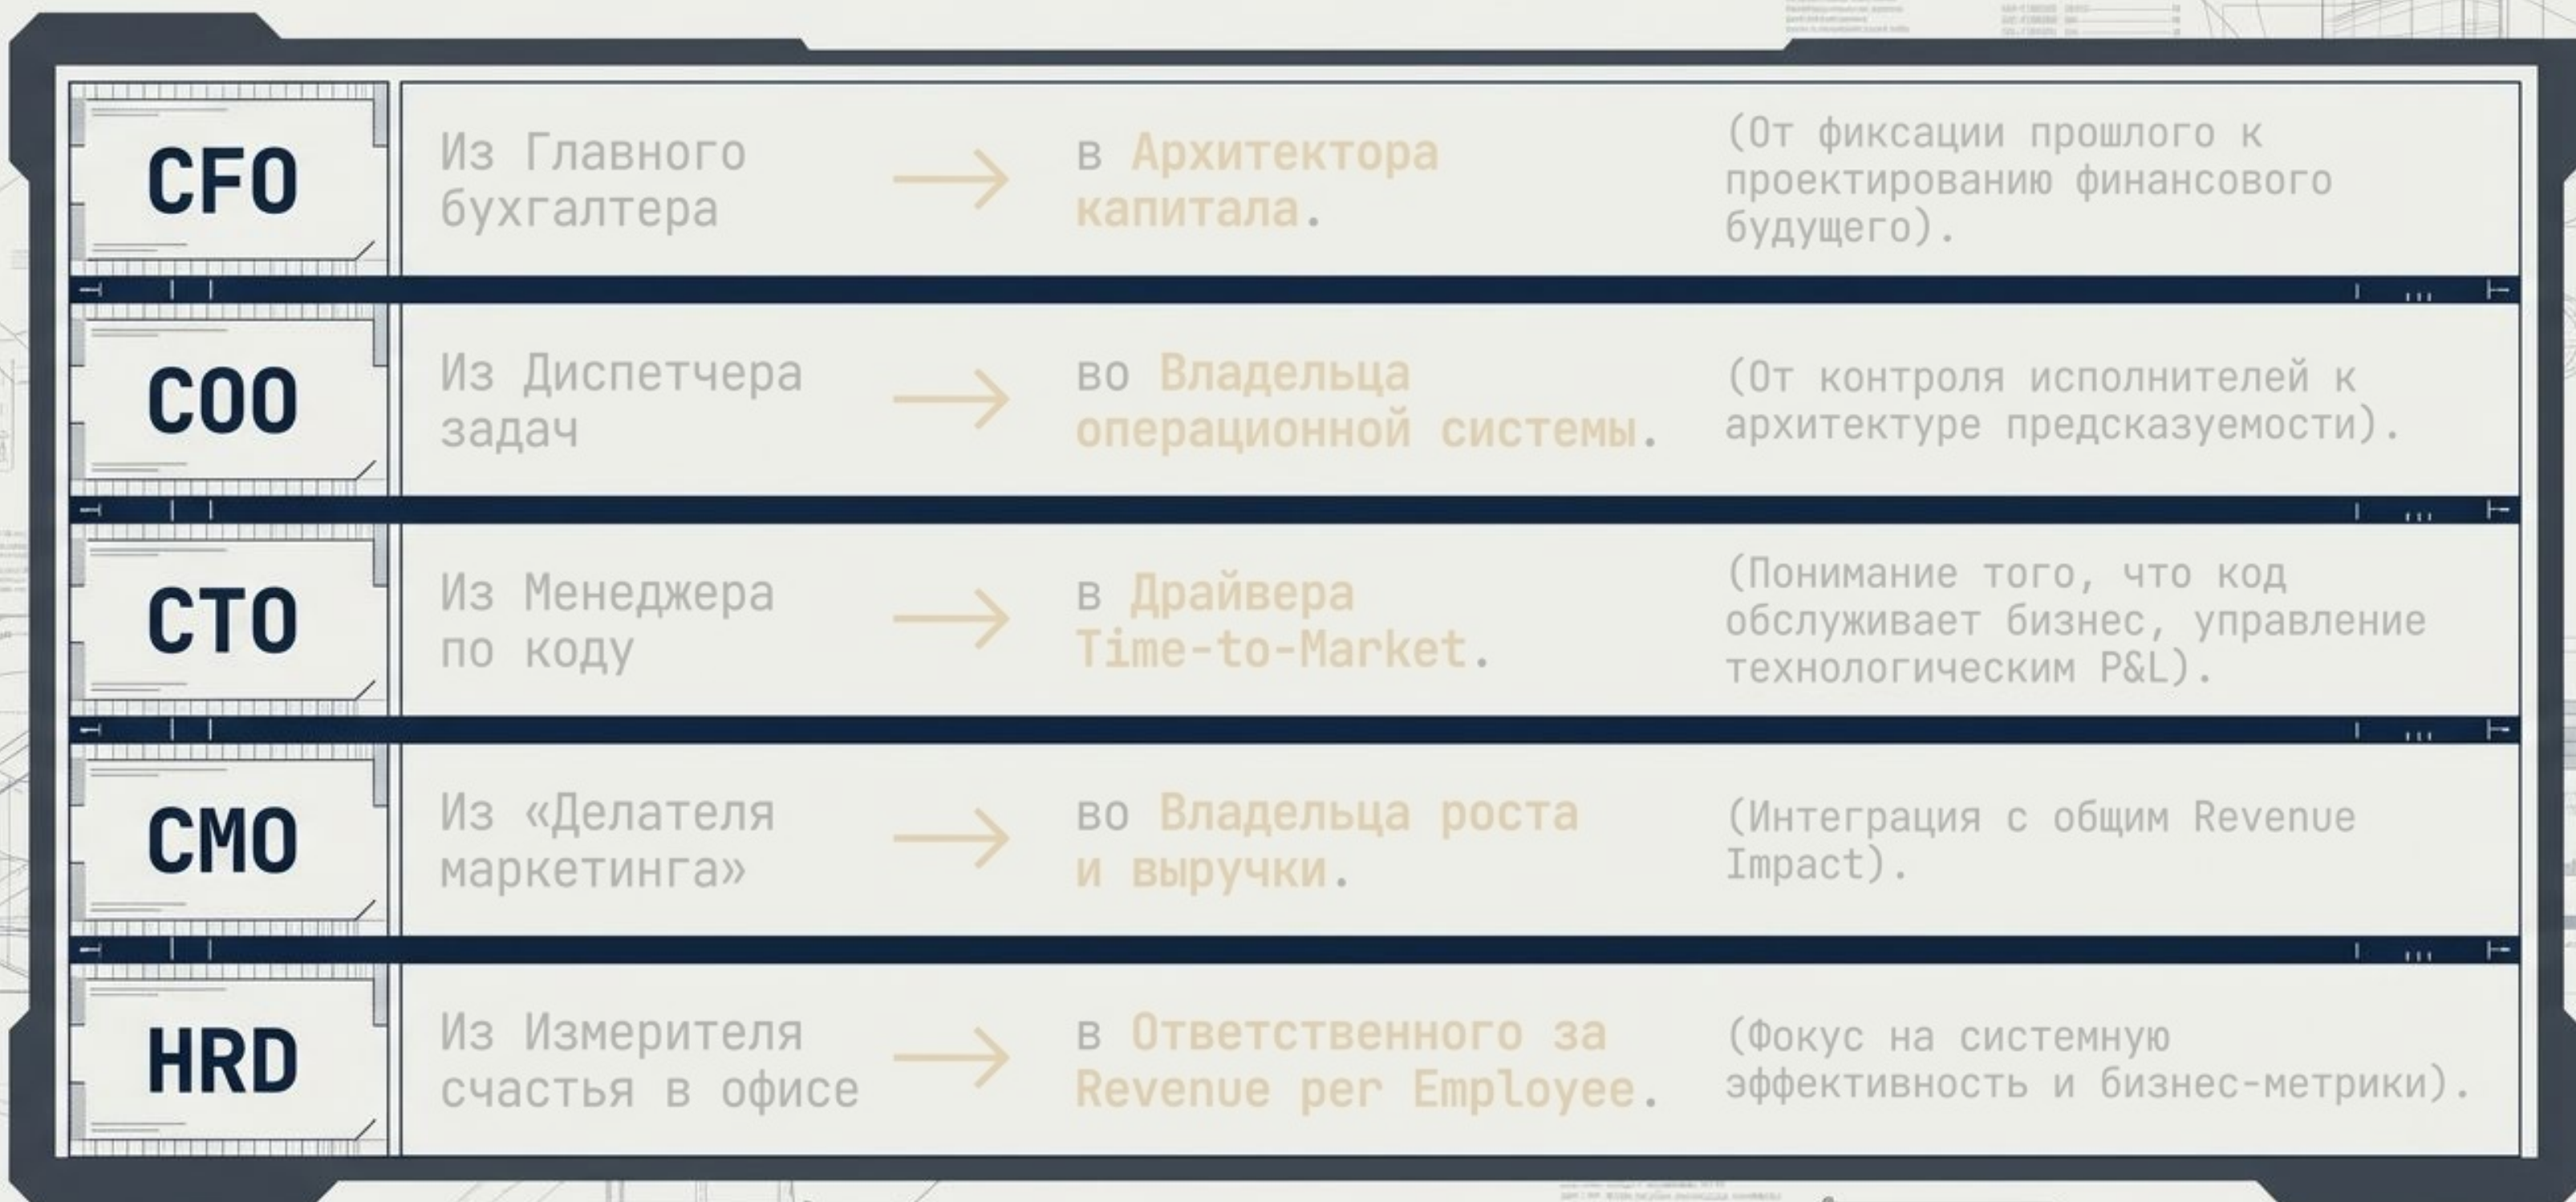 CFO
Из Главного
бухгалтера
в Архитектора
капитала.
(От фиксации прошлого к
проектированию финансового
будущего).
COO
Из Диспетчера
задач
во Владельца
операционной системы.
(От контроля исполнителей к
архитектуре предсказуемости).
CTO
Из Менеджера
по коду
в Драйвера
Time-to-Market.
(Понимание того, что код
обслуживает бизнес, управление
технологическим P&L).
CMO
Из «Делателя
маркетинга»
во Владельца роста
и выручки.
(Интеграция с общим Revenue
Impact).
HRD
Из Измерителя
счастья в офисе
в Ответственного за
Revenue per Employee.
(Фокус на системную
эффективность и бизнес-метрики).